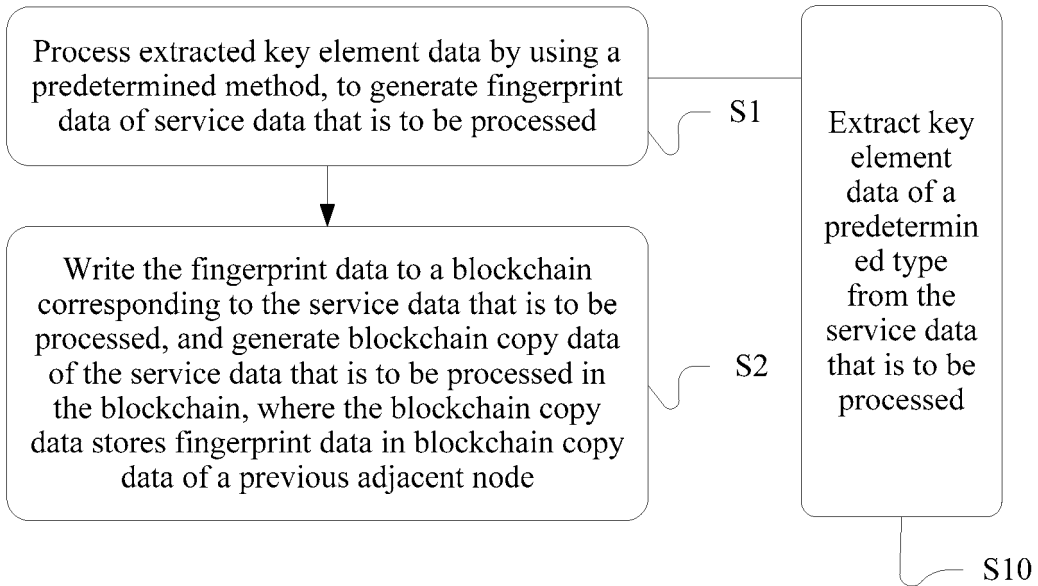 Process extracted key element data by using a
predetermined method, to generate fingerprint
data of service data that is to be processed
S1
Write the fingerprint data to a blockchain
corresponding to the service data that is to be
processed, and generate blockchain copy data
of the service data that is to be processed in
the blockchain, where the blockchain copy
data stores fingerprint data in blockchain copy
data of a previous adjacent node
S2
Extract key
element
data of a
predetermin
ed type
from the
service data
that is to be
processed
S10